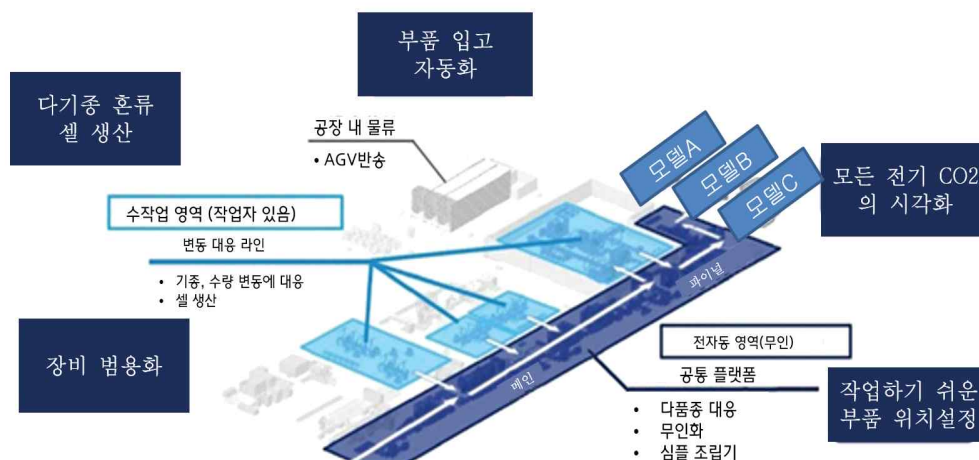 부품 입고
자동화
다기종 혼류
셀 생산
공장 내 물류
• AGV반송
모델A
모델B
모델C
모든 전기 CO2
의 시각화
수작업 영역 (작업자 있음)
변동 대응 라인
• 기종, 수량 변동에 대응
• 셀 생산
파이널
장비 범용화
전자동 영역(무인)
메인
공통 플랫폼
• 다품종 대응
• 무인화
• 심플 조립기
작업하기 쉬운
부품 위치설정